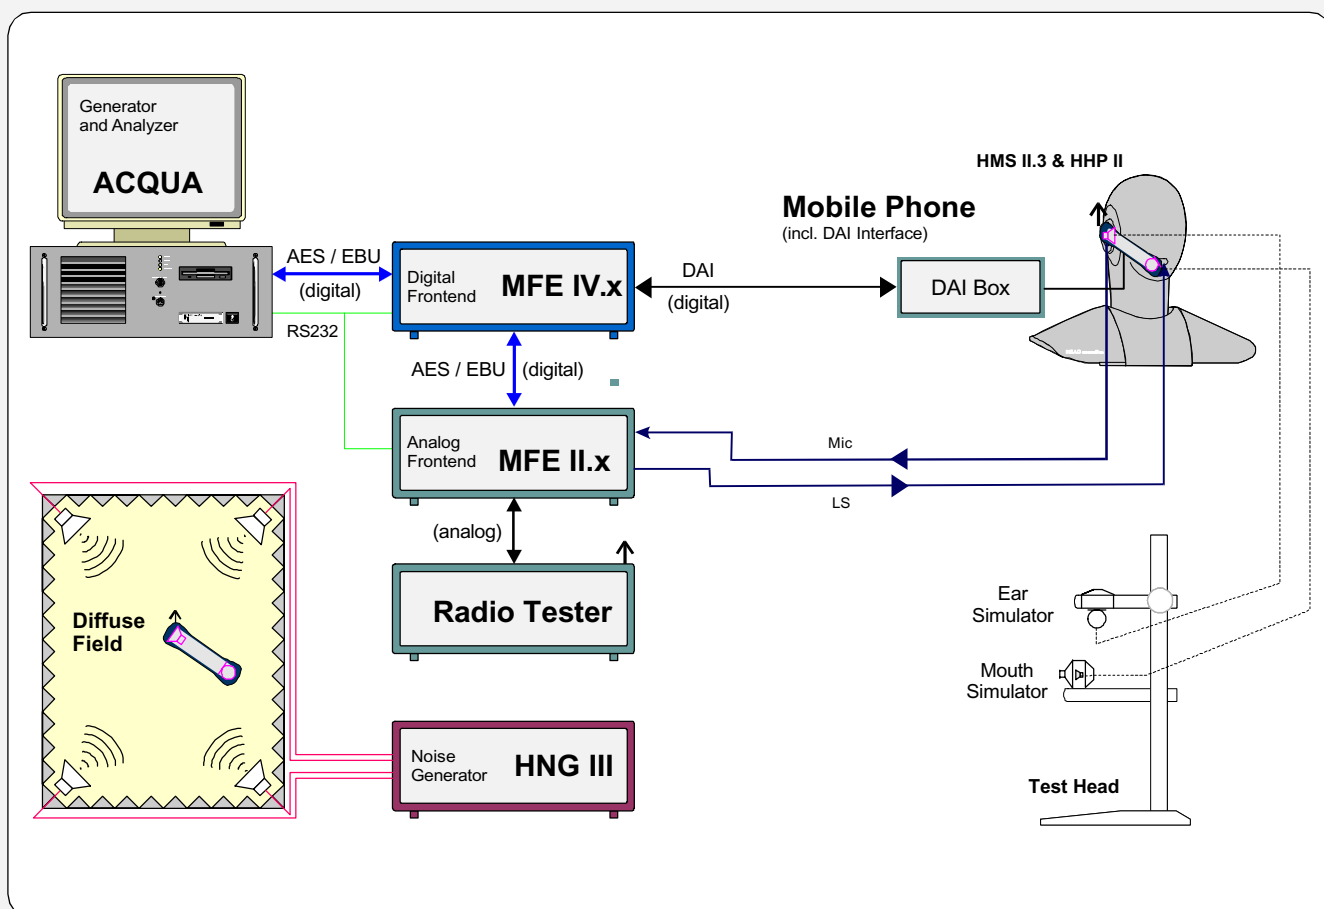 Generator
and Analyzer
ACQUA
HMS II.3 & HHP II
Mobile Phone
(incl. DAI Interface)
AES / EBU
(digital)
Digital
Frontend
MFE IV.x
DAI
(digital)
DAI Box
RS232
AES / EBU
(digital)
Analog
Frontend
MFE II.x
Mic
LS
(analog)
Radio Tester
Diffuse
Field
Ear
Simulator
Mouth
Simulator
Noise
Generator
HNG III
Test Head